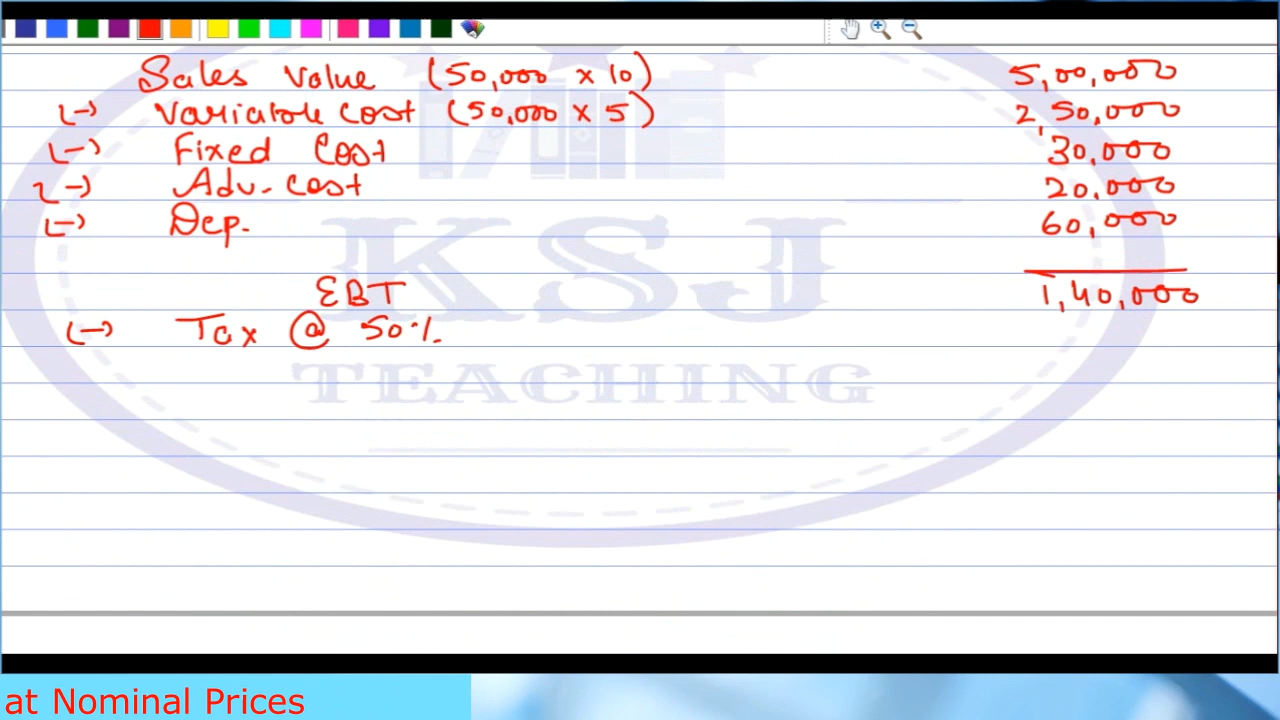 Sales Value (50,000 x 10) 5,00,000
(-) Variable Cost (50,000 x 5) 2,50,000
(-) Fixed Cost 30,000
(-) Adv. Cost 20,000
(-) Dep. 60,000
EBT 1,40,000
(-) Tax @ 50%
KSJ
TEACHING
at Nominal Prices